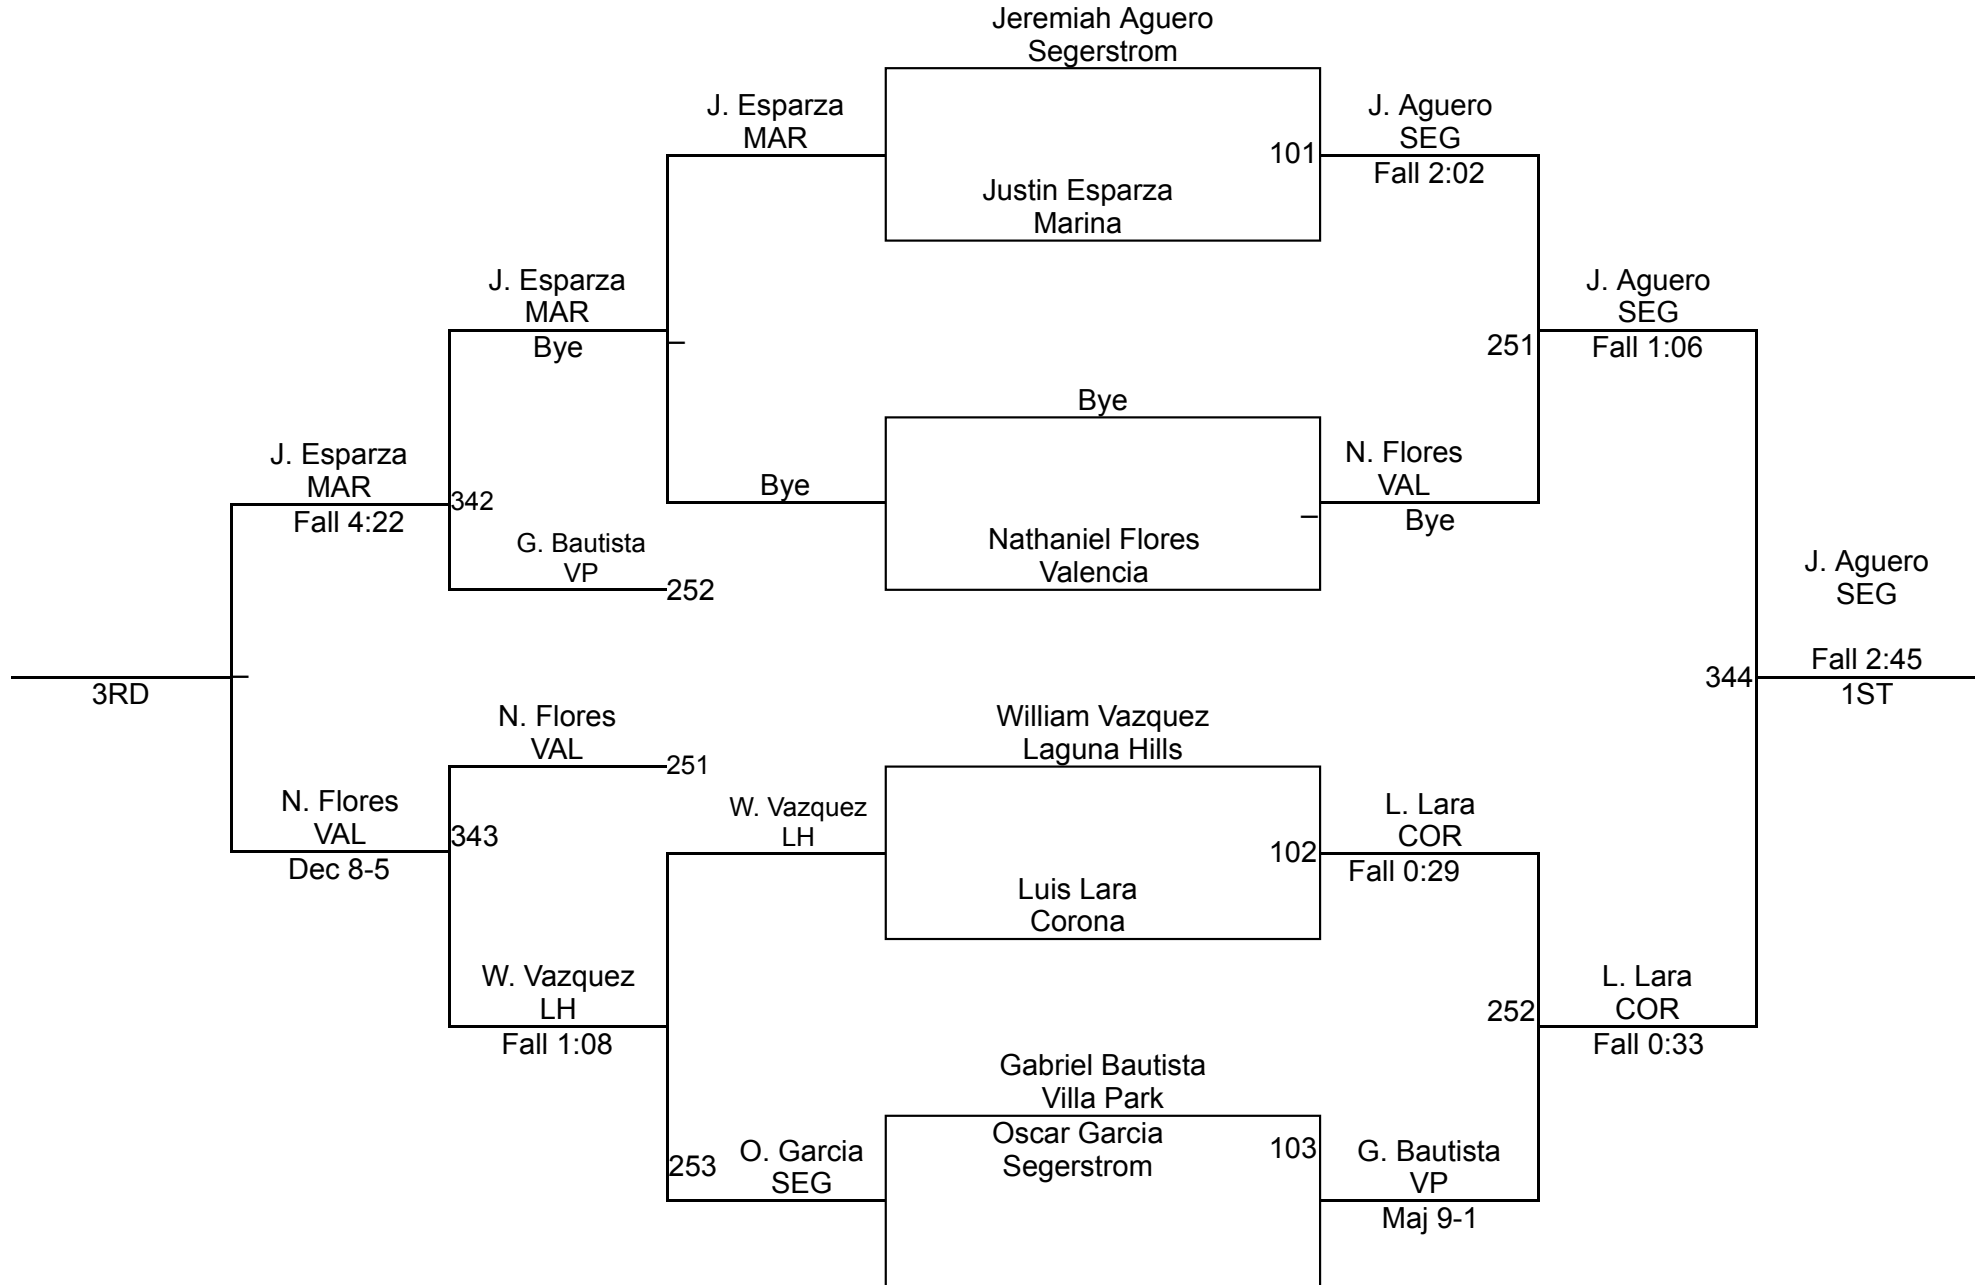 Jeremiah Aguero
Segerstrom
J. Esparza
MAR
J. Aguero
SEG
101
Fall 2:02
Justin Esparza
Marina
J. Esparza
MAR
Bye
J. Aguero
SEG
251
Fall 1:06
Bye
J. Esparza
MAR
342
Fall 4:22
Bye
N. Flores
VAL
Bye
G. Bautista
VP
252
Nathaniel Flores
Valencia
J. Aguero
SEG
Fall 2:45
344
1ST
3RD
N. Flores
VAL
251
William Vazquez
Laguna Hills
N. Flores
VAL
343
Dec 8-5
W. Vazquez
LH
L. Lara
COR
102
Fall 0:29
Luis Lara
Corona
W. Vazquez
LH
Fall 1:08
L. Lara
COR
252
Fall 0:33
Gabriel Bautista
Villa Park
Oscar Garcia
Segerstrom
103
253
O. Garcia
SEG
G. Bautista
VP
Maj 9-1